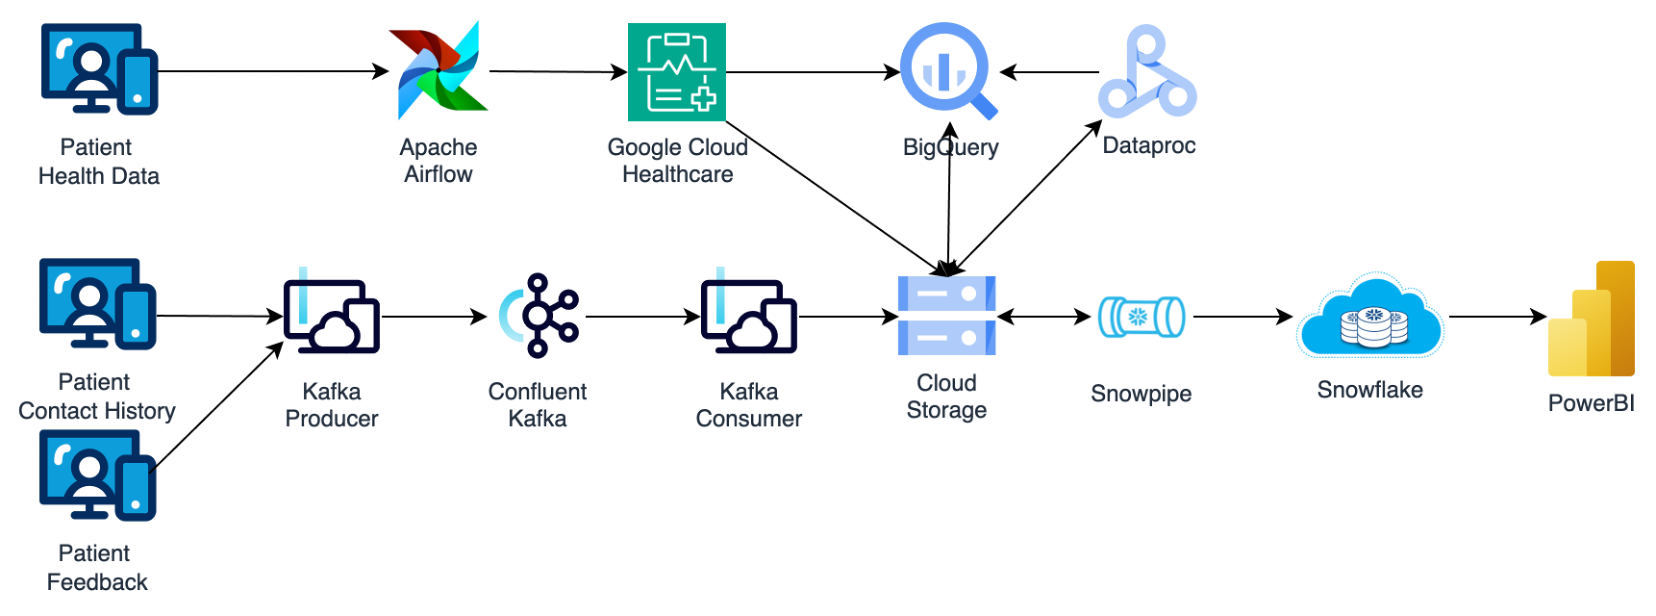 Patient
Health Data
Apache
Airflow
Google Cloud
Healthcare
BigQuery
Dataproc
Patient
Contact History
Kafka
Producer
Confluent
Kafka
Kafka
Consumer
Cloud
Storage
Snowpipe
Snowflake
PowerBI
Patient
Feedback